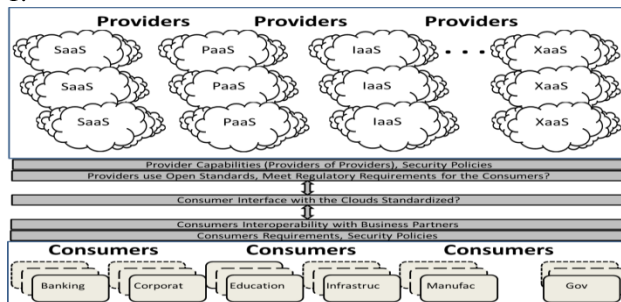 Providers Providers Providers
SaaS PaaS IaaS ... XaaS
SaaS PaaS IaaS XaaS
SaaS PaaS IaaS XaaS
Provider Capabilities (Providers of Providers), Security Policies
Providers use Open Standards, Meet Regulatory Requirements for the Consumers?
Consumer Interface with the Clouds Standardized?
Consumers Interoperability with Business Partners
Consumers Requirements, Security Policies
Consumers Consumers Consumers
Banking Corporat Education Infrastruc Manufac Gov